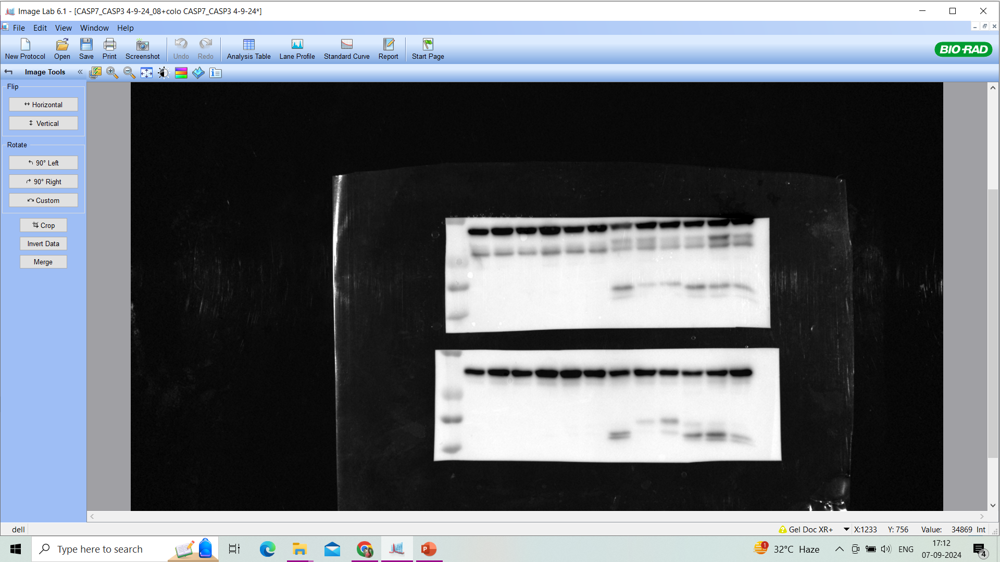 Image Lab 6.1 - [CASP7_CASP3 4-9-24_08+colo CASP7_CASP3 4-9-24*]
File Edit View Window Help
New Protocol Open Save Print Screenshot Undo Redo Analysis Table Lane Profile Standard Curve Report Start Page
BIO-RAD
Image Tools
Flip
Horizontal
Vertical
Rotate
90° Left
90° Right
Custom
Crop
Invert Data
Merge
dell
Gel Doc XR+ X:1233 Y: 756 Value: 34869 Int
Type here to search
1
32°C Haze
ENG
17:12
07-09-2024
4